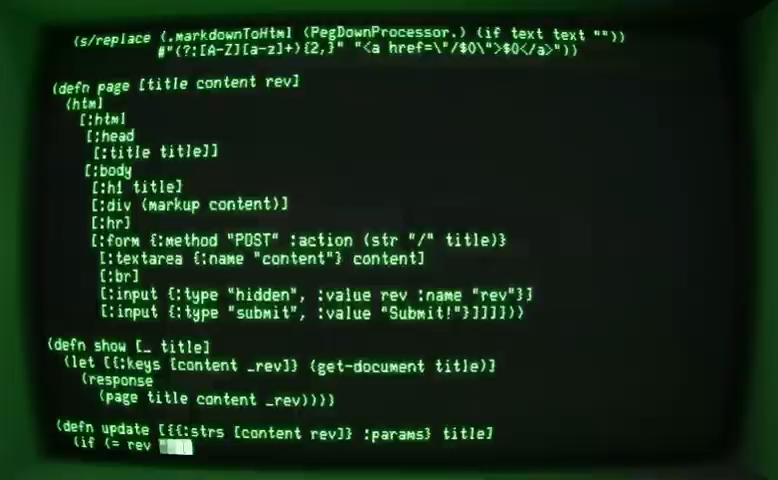 (s/replace (.markdownToHtml (PegDownProcessor.) (if text text ""))
#"(?:[A-Z][a-z]+){2,}" "<a href=\"/$0\">$0</a>"))
(defn page [title content rev]
(html
[:html
[:head
[:title title]]
[:body
[:h1 title]
[:div (markup content)]
[:hr]
[:form {:method "POST" :action (str "/" title)}
[:textarea {:name "content"} content]
[:br]
[:input {:type "hidden", :value rev :name "rev"}]
[:input {:type "submit", :value "Submit!"}]]]]))
(defn show [_ title]
(let [{:keys [content _rev]} (get-document title)]
(response
(page title content _rev))))
(defn update [{{:strs [content rev]} :params} title]
(if (= rev "